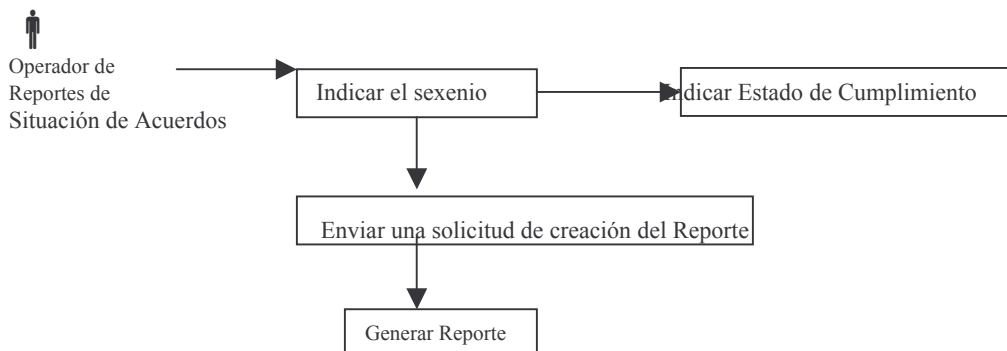 Operador de
Reportes de
Situación de Acuerdos
Indicar el sexenio
Indicar Estado de Cumplimiento
Enviar una solicitud de creación del Reporte
Generar Reporte